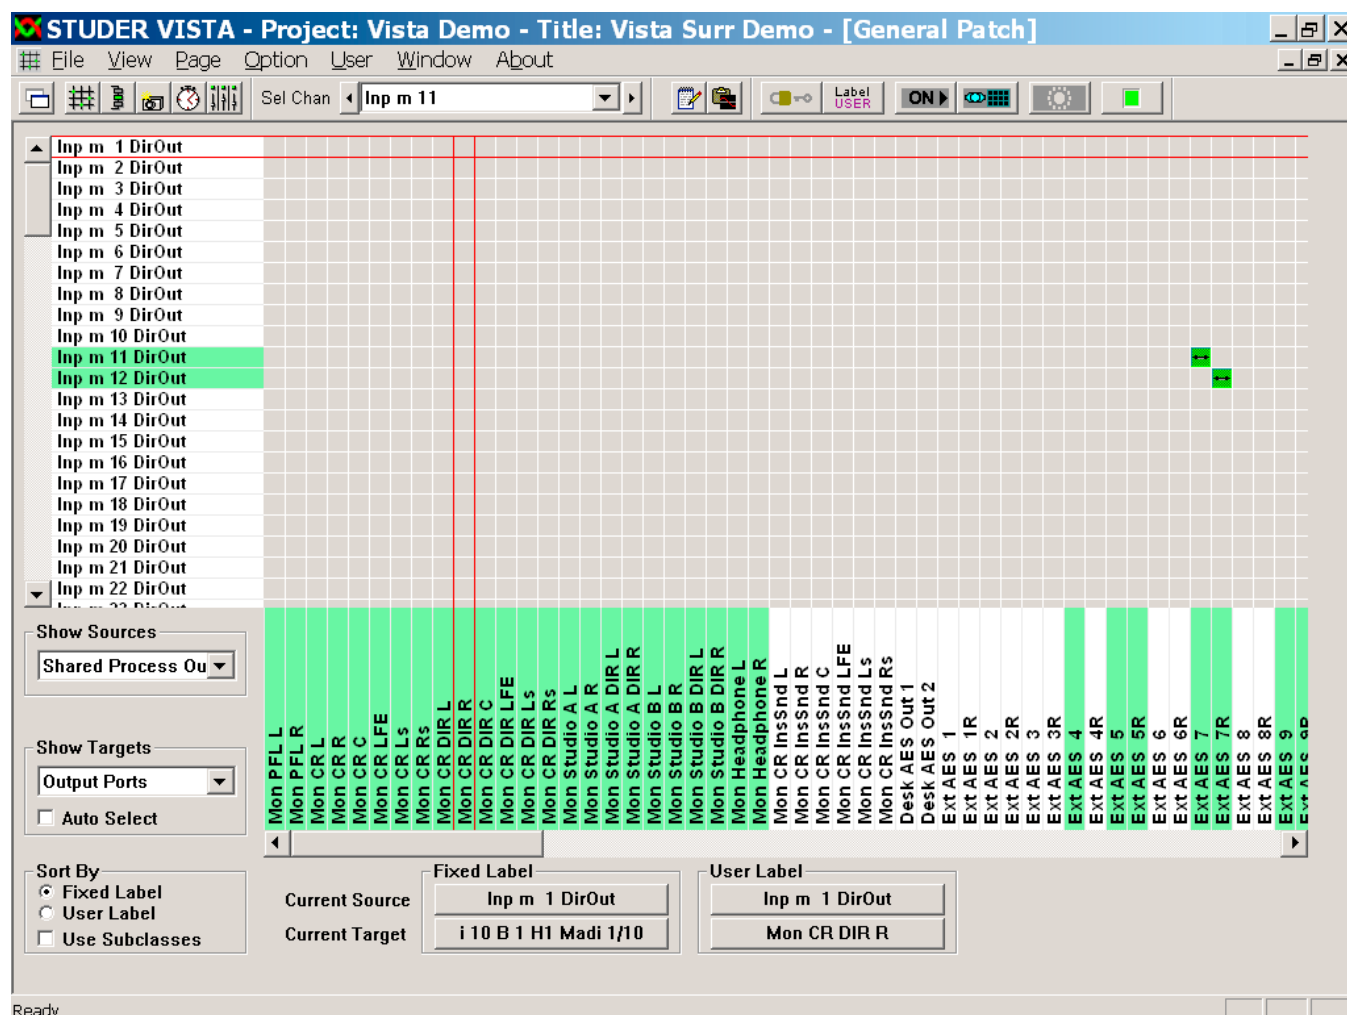 STUDER VISTA - Project: Vista Demo - Title: Vista Surr Demo - [General Patch]
File View Page Option User Window About
Sel Chan Inp m 11 Label USER ON
Inp m 1 DirOut
Inp m 2 DirOut
Inp m 3 DirOut
Inp m 4 DirOut
Inp m 5 DirOut
Inp m 6 DirOut
Inp m 7 DirOut
Inp m 8 DirOut
Inp m 9 DirOut
Inp m 10 DirOut
Inp m 11 DirOut
Inp m 12 DirOut
Inp m 13 DirOut
Inp m 14 DirOut
Inp m 15 DirOut
Inp m 16 DirOut
Inp m 17 DirOut
Inp m 18 DirOut
Inp m 19 DirOut
Inp m 20 DirOut
Inp m 21 DirOut
Inp m 22 DirOut
Show Sources
Shared Process Ou
Show Targets
Output Ports
Auto Select
Mon PFL L
Mon PFL R
Mon CR L
Mon CR R
Mon CR C
Mon CR LFE
Mon CR Ls
Mon CR Rs
Mon CR DIR L
Mon CR DIR R
Mon CR DIR C
Mon CR DIR LFE
Mon CR DIR Ls
Mon CR DIR Rs
Mon Studio A L
Mon Studio A R
Mon Studio A DIR L
Mon Studio A DIR R
Mon Studio B L
Mon Studio B R
Mon Studio B DIR L
Mon Studio B DIR R
Mon Headphone L
Mon Headphone R
Mon CR InsSnd L
Mon CR InsSnd R
Mon CR InsSnd C
Mon CR InsSnd LFE
Mon CR InsSnd Ls
Mon CR InsSnd Rs
Desk AES Out 1
Desk AES Out 2
Ext AES 1
Ext AES 1R
Ext AES 2
Ext AES 2R
Ext AES 3
Ext AES 3R
Ext AES 4
Ext AES 4R
Ext AES 5
Ext AES 5R
Ext AES 6
Ext AES 6R
Ext AES 7
Ext AES 7R
Ext AES 8
Ext AES 8R
Ext AES 9
Sort By
Fixed Label
User Label
Use Subclasses
Fixed Label User Label
Current Source Inp m 1 DirOut Inp m 1 DirOut
Current Target i 10 B 1 H1 Madi 1/10 Mon CR DIR R
Ready